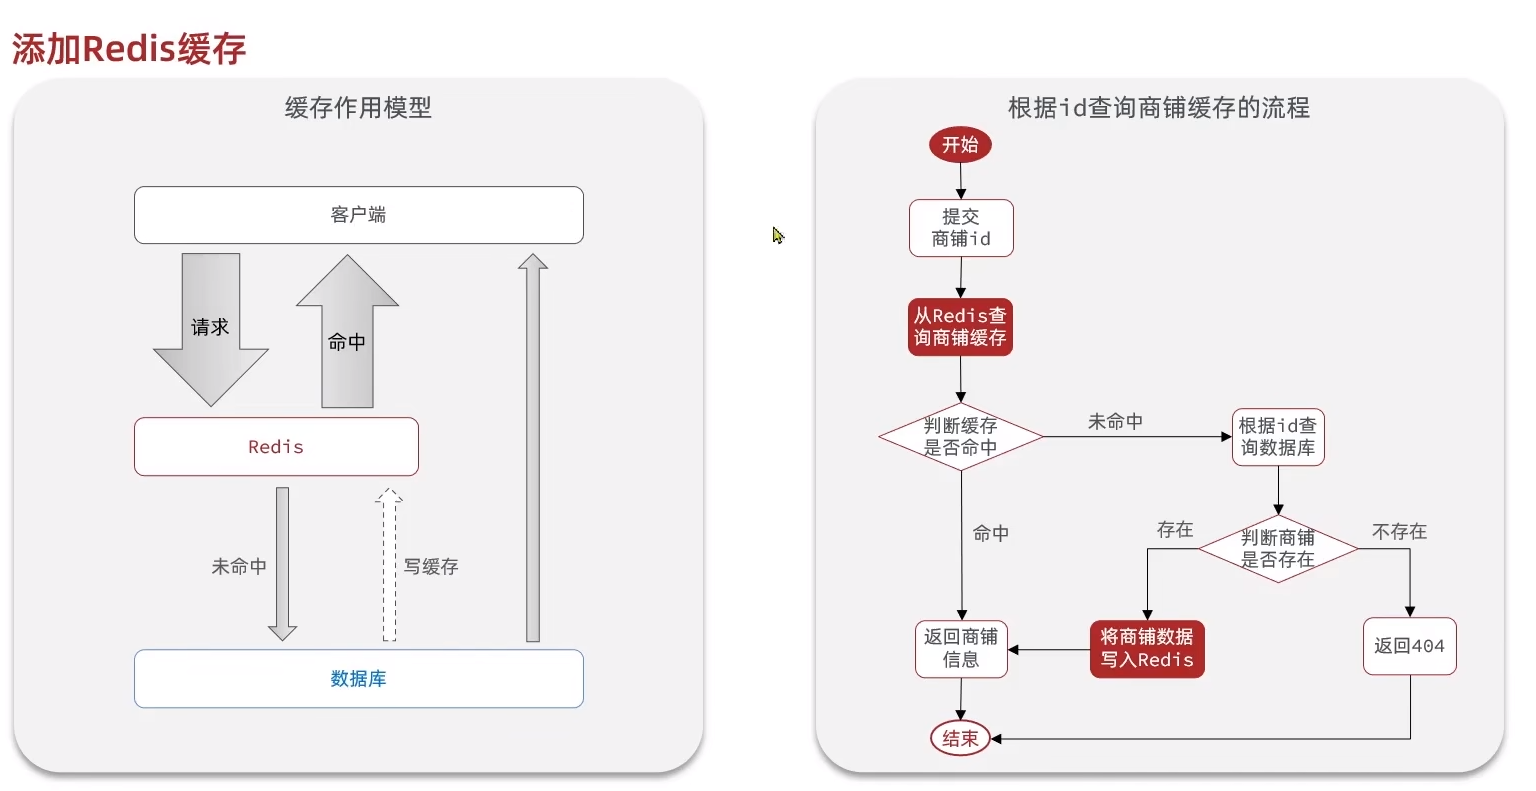 添加Redis缓存
缓存作用模型
客户端
请求
命中
Redis
未命中
写缓存
数据库
根据id查询商铺缓存的流程
开始
提交
商铺id
从Redis查
询商铺缓存
判断缓存
是否命中
未命中
根据id查
询数据库
命中
存在
判断商铺
是否存在
不存在
返回商铺
信息
将商铺数据
写入Redis
返回404
结束